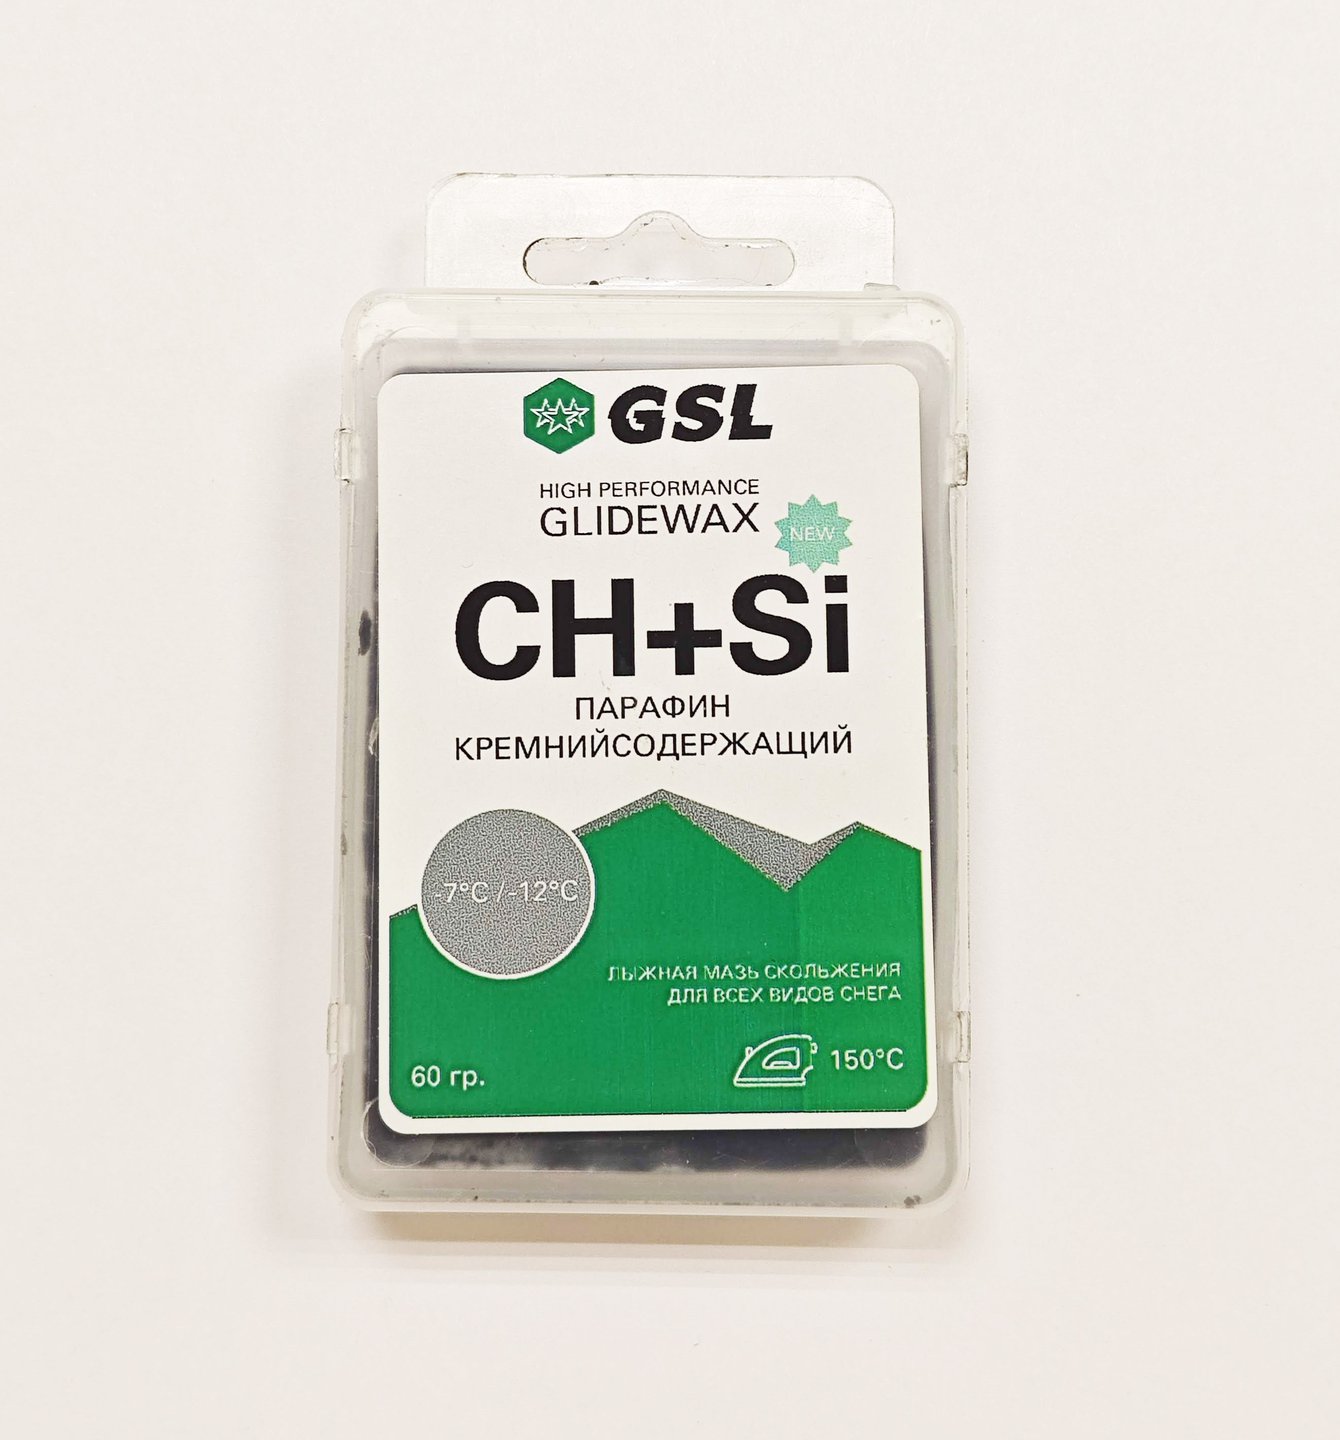 GSL
HIGH PERFORMANCE
GLIDEWAX
NEW
CH+Si
ПАРАФИН
КРЕМНИЙСОДЕРЖАЩИЙ
-7°C /-12°C
ЛЫЖНАЯ МАЗЬ СКОЛЬЖЕНИЯ
ДЛЯ ВСЕХ ВИДОВ СНЕГА
150°C
60 гр.